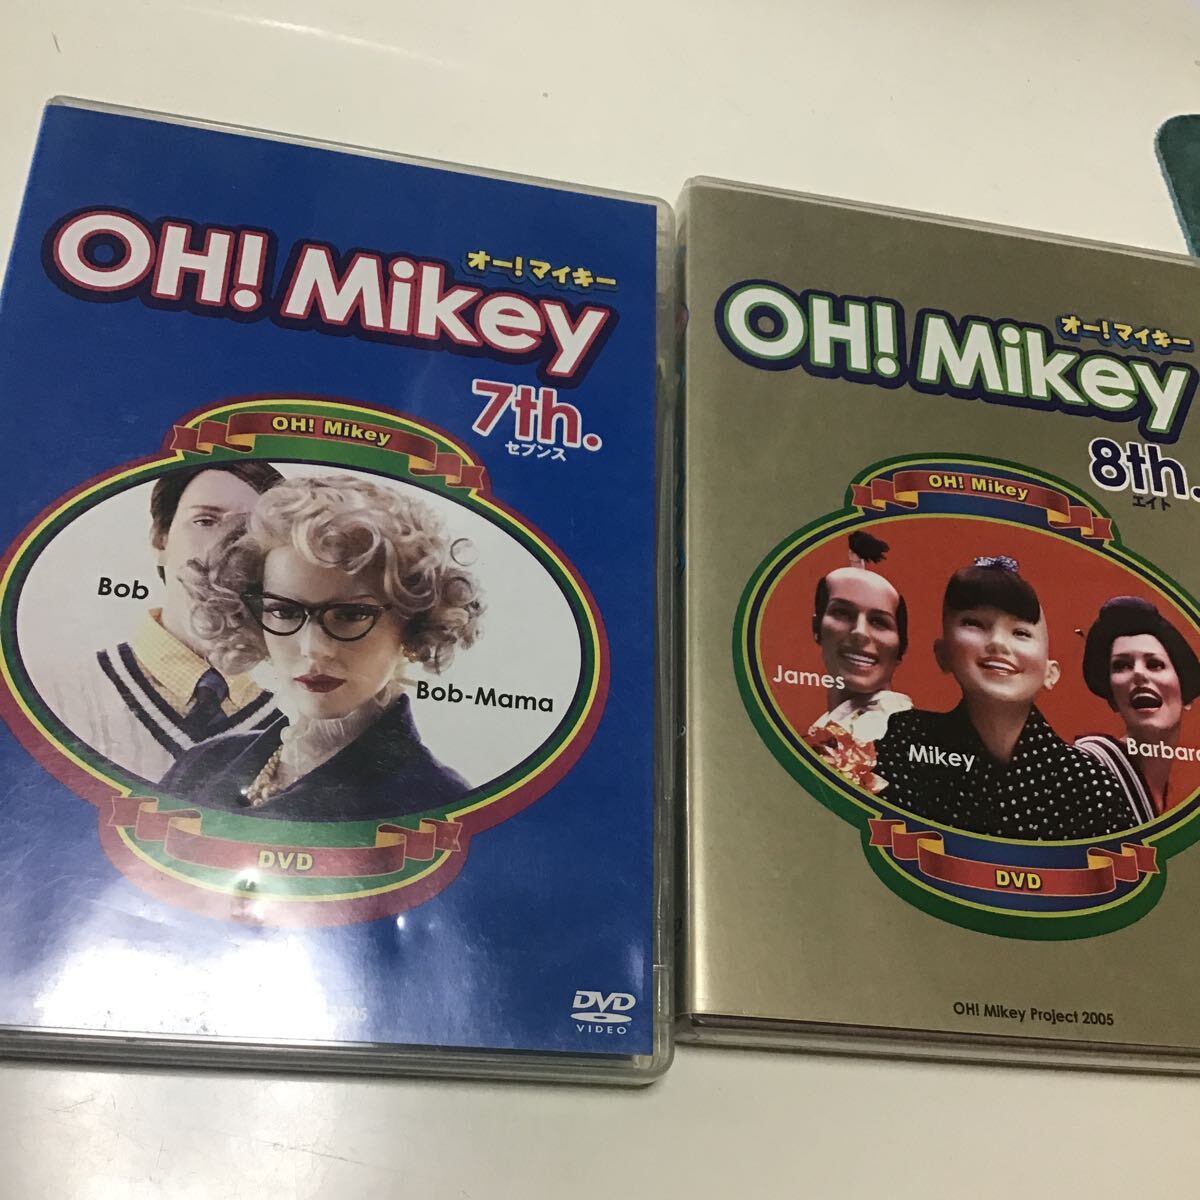 オー!マイキー
OH! Mikey
7th.
セブンス
OH! Mikey
Bob
Bob-Mama
DVD
DVD
VIDEO
オー!マイキー
OH! Mikey
8th.
エイト
OH! Mikey
James
Mikey
DVD
OH! Mikey Project 2005